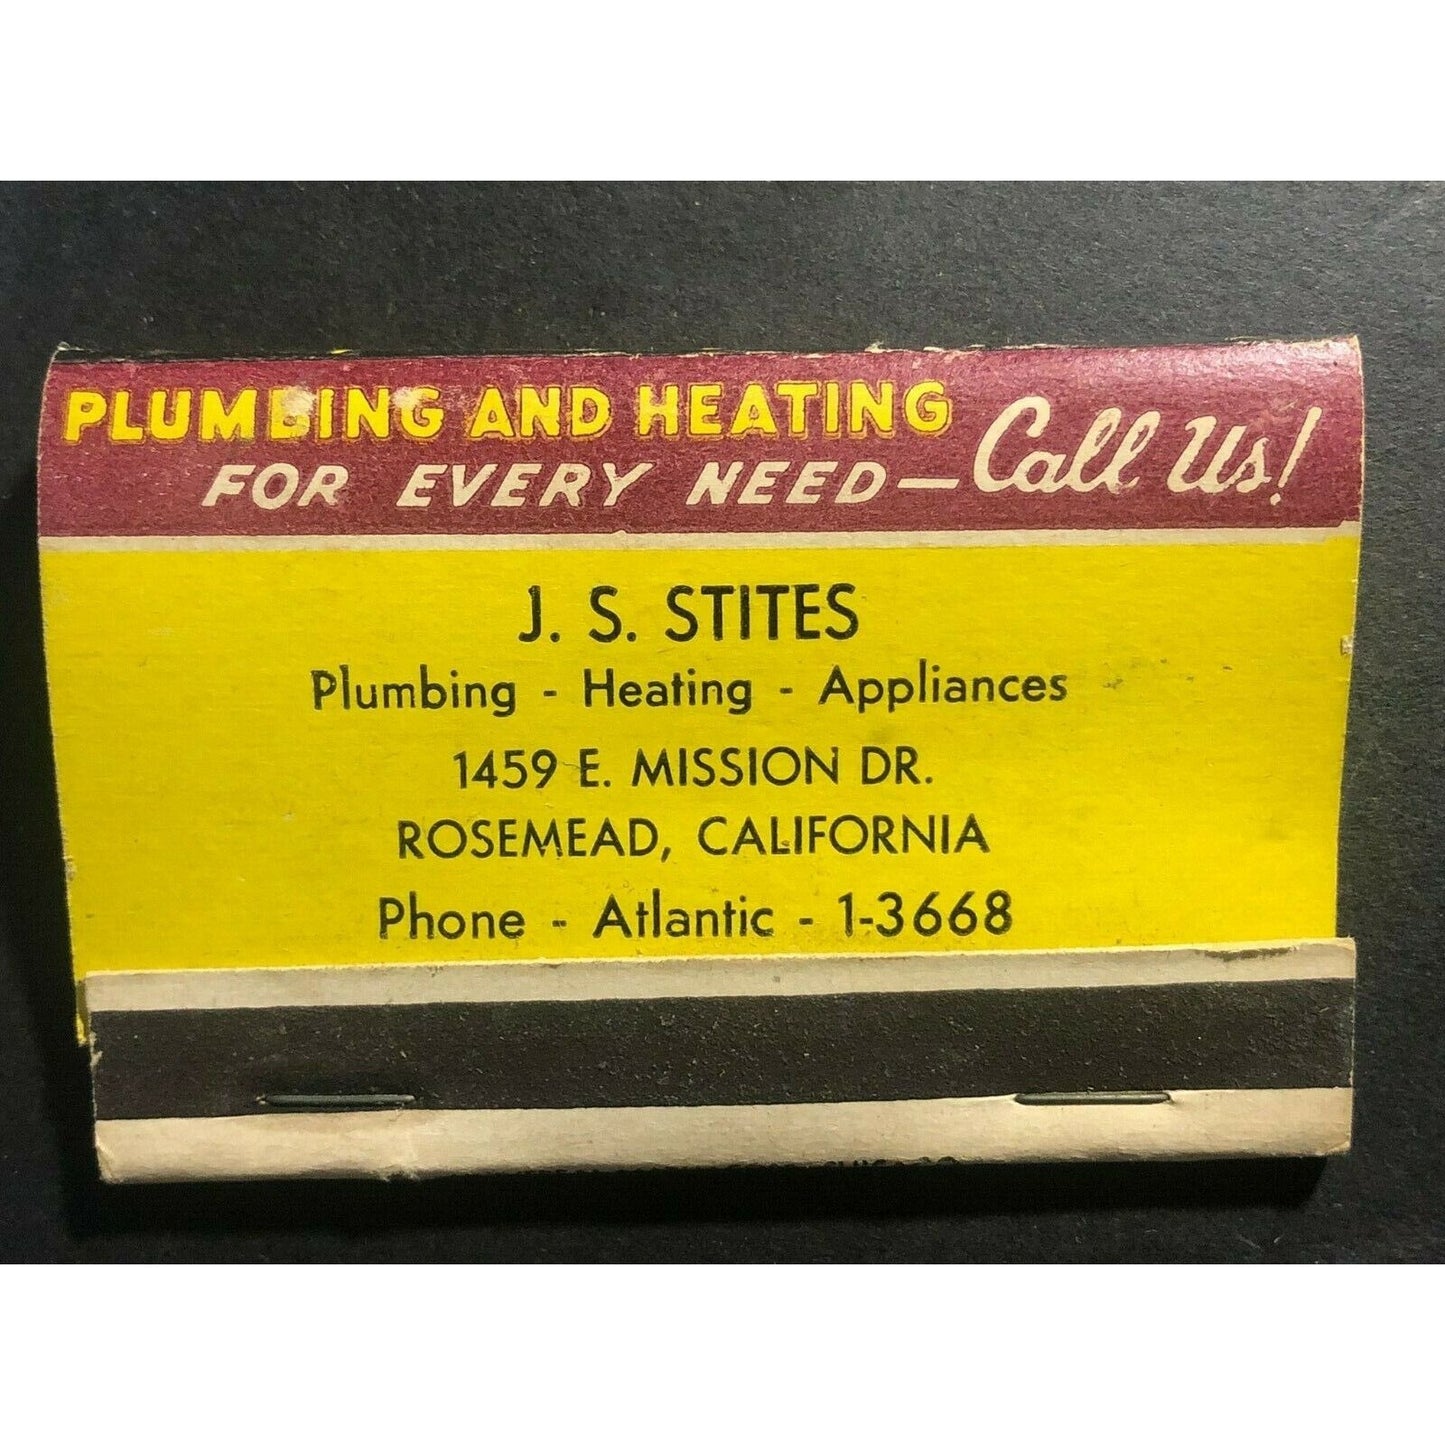 PLUMBING AND HEATING
FOR EVERY NEED—Call Us!
J. S. STITES
Plumbing - Heating - Appliances
1459 E. MISSION DR.
ROSEMEAD, CALIFORNIA
Phone - Atlantic - 1-3668